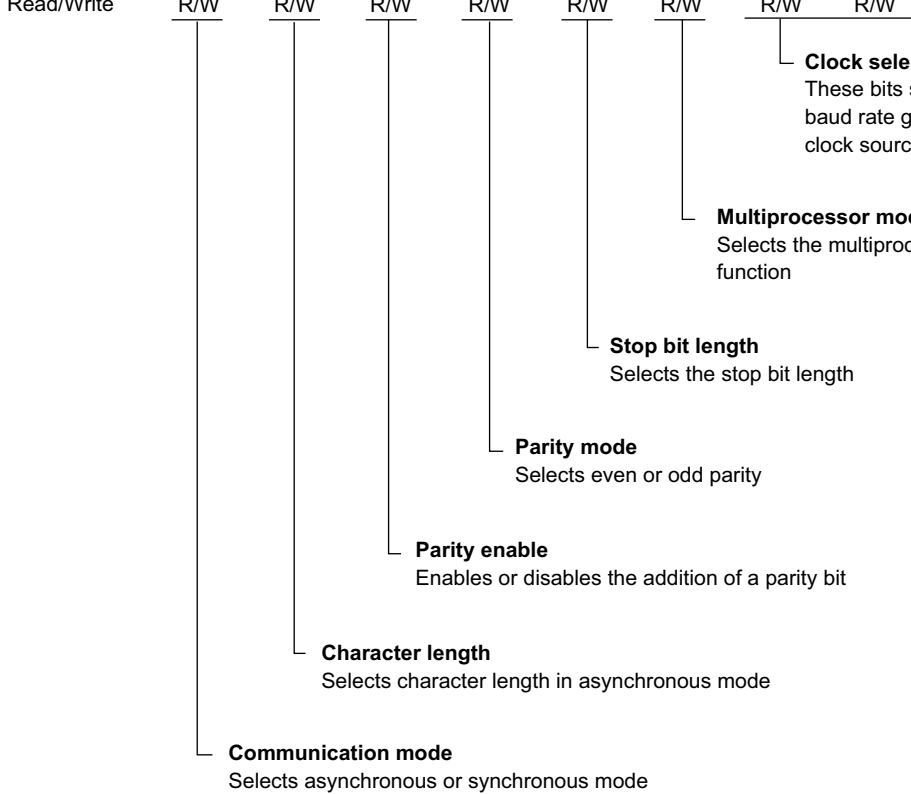 Read/Write R/W R/W R/W R/W R/W R/W R/W R/W
Clock sele
These bits
baud rate
clock sourc
Multiprocessor
Selects the
function
Stop bit length
Selects the stop bit length
Parity mode
Selects even or odd parity
Parity enable
Enables or disables the addition of a parity bit
Character length
Selects character length in asynchronous mode
Communication mode
Selects asynchronous or synchronous mode